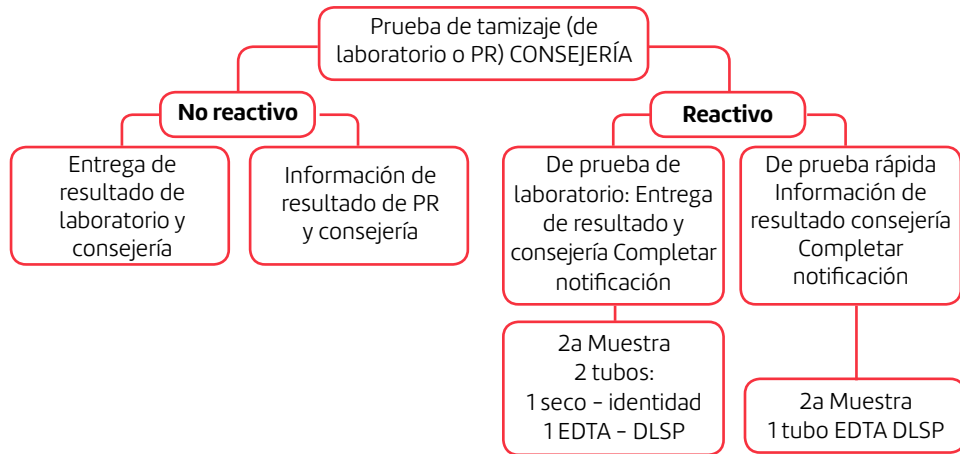 Prueba de tamizaje (de
laboratorio o PR) CONSEJERÍA
No reactivo
Reactivo
Entrega de
resultado de
laboratorio y
consejería
Información de
resultado de PR
y consejería
De prueba de
laboratorio: Entrega
de resultado y
consejería Completar
notificación
De prueba rápida
Información de
resultado consejería
Completar
notificación
2a Muestra
2 tubos:
1 seco – identidad
1 EDTA – DLSP
2a Muestra
1 tubo EDTA DLSP